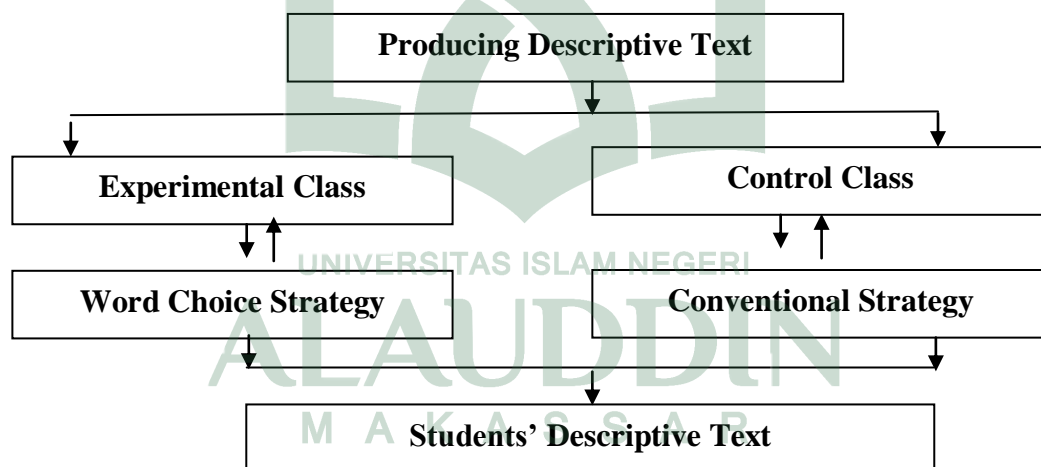 Producing Descriptive Text
Experimental Class
Control Class
UNIVERSITAS ISLAM NEGERI
Word Choice Strategy
Conventional Strategy
ALAUDDIN
MAKASSAR
Students’ Descriptive Text